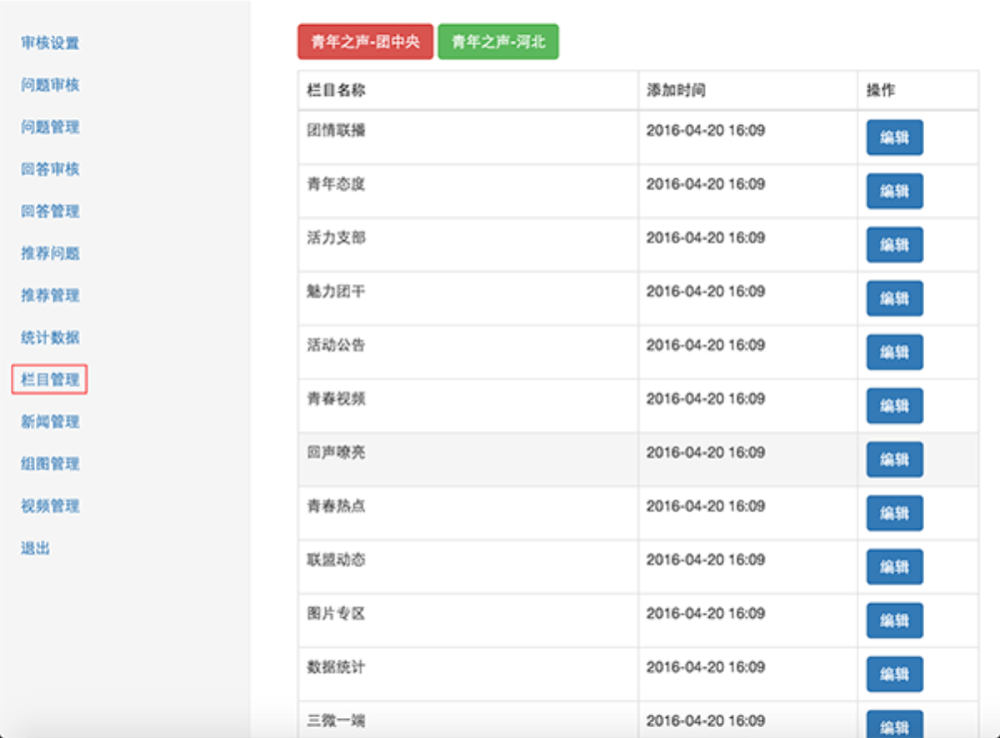 审核设置
问题审核
问题管理
回答审核
回答管理
推荐问题
推荐管理
统计数据
栏目管理
新闻管理
组图管理
视频管理
退出
青年之声-团中央 青年之声-河北
栏目名称 添加时间 操作
团情联播 2016-04-20 16:09 编辑
青年态度 2016-04-20 16:09 编辑
活力支部 2016-04-20 16:09 编辑
魅力团干 2016-04-20 16:09 编辑
活动公告 2016-04-20 16:09 编辑
青春视频 2016-04-20 16:09 编辑
回声嘹亮 2016-04-20 16:09 编辑
青春热点 2016-04-20 16:09 编辑
联盟动态 2016-04-20 16:09 编辑
图片专区 2016-04-20 16:09 编辑
数据统计 2016-04-20 16:09 编辑
三微一端 2016-04-20 16:09 编辑